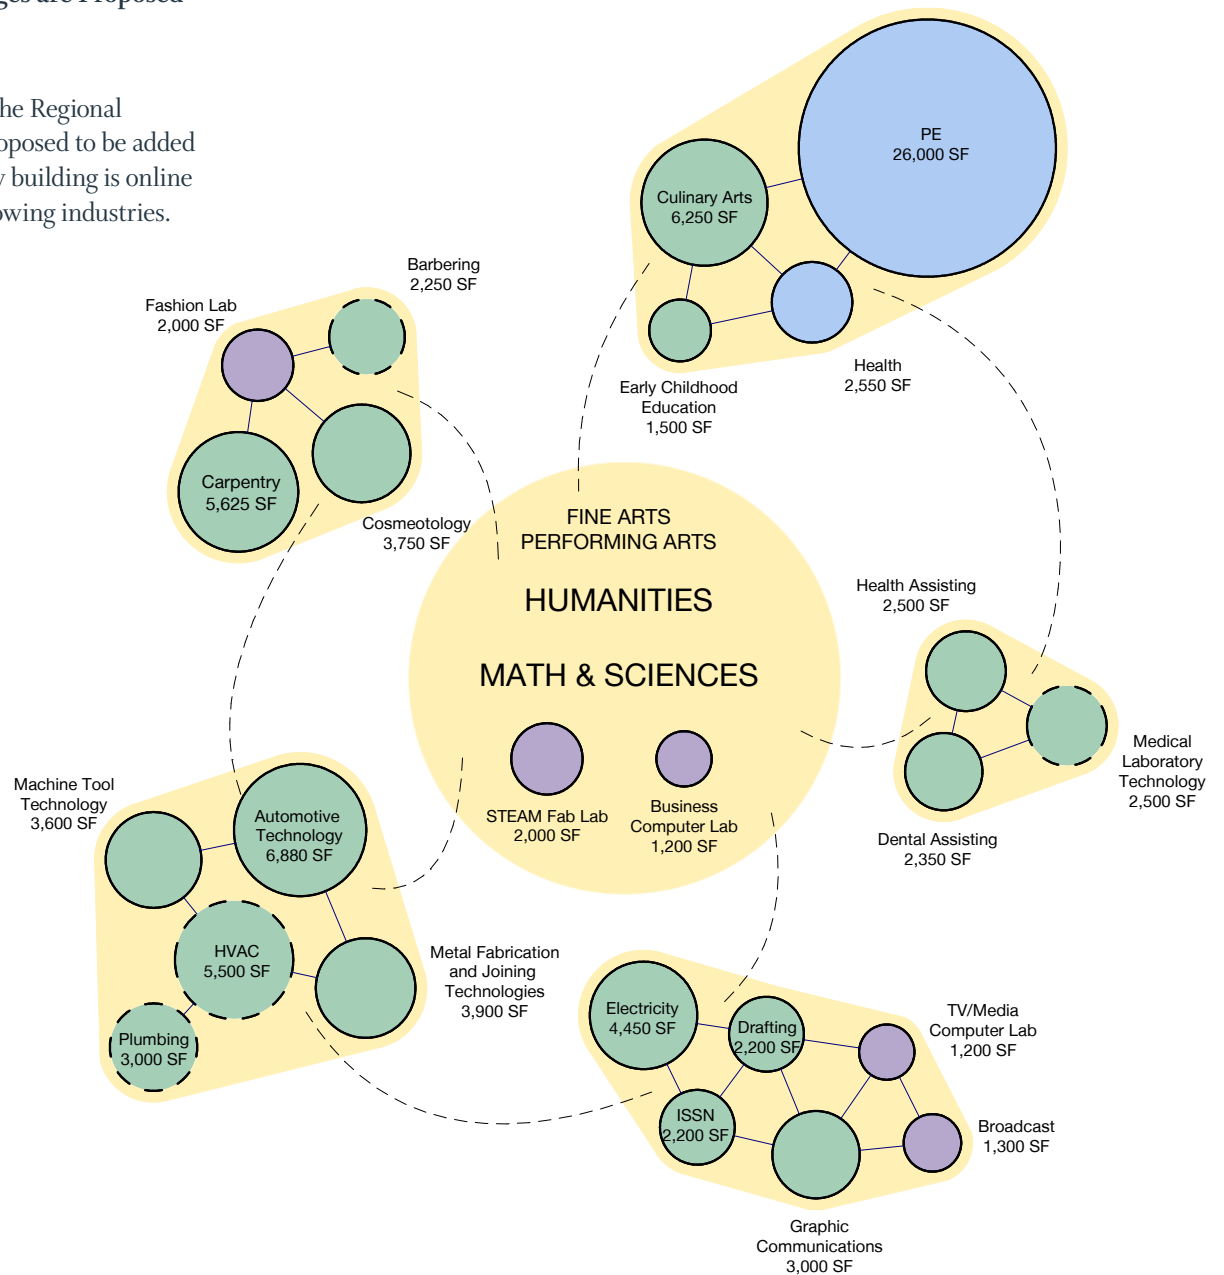 ges are Proposed
he Regional
oposed to be added
w building is online
owing industries.
PE
26,000 SF
Culinary Arts
6,250 SF
Health
2,550 SF
Early Childhood
Education
1,500 SF
Barbering
2,250 SF
Fashion Lab
2,000 SF
Carpentry
5,625 SF
Cosmeotology
3,750 SF
FINE ARTS
PERFORMING ARTS
HUMANITIES
MATH & SCIENCES
STEAM Fab Lab
2,000 SF
Business
Computer Lab
1,200 SF
Health Assisting
2,500 SF
Medical
Laboratory
Technology
2,500 SF
Dental Assisting
2,350 SF
Machine Tool
Technology
3,600 SF
Automotive
Technology
6,880 SF
HVAC
5,500 SF
Plumbing
3,000 SF
Metal Fabrication
and Joining
Technologies
3,900 SF
Electricity
4,450 SF
Drafting
2,200 SF
TV/Media
Computer Lab
1,200 SF
ISSN
2,200 SF
Broadcast
1,300 SF
Graphic
Communications
3,000 SF